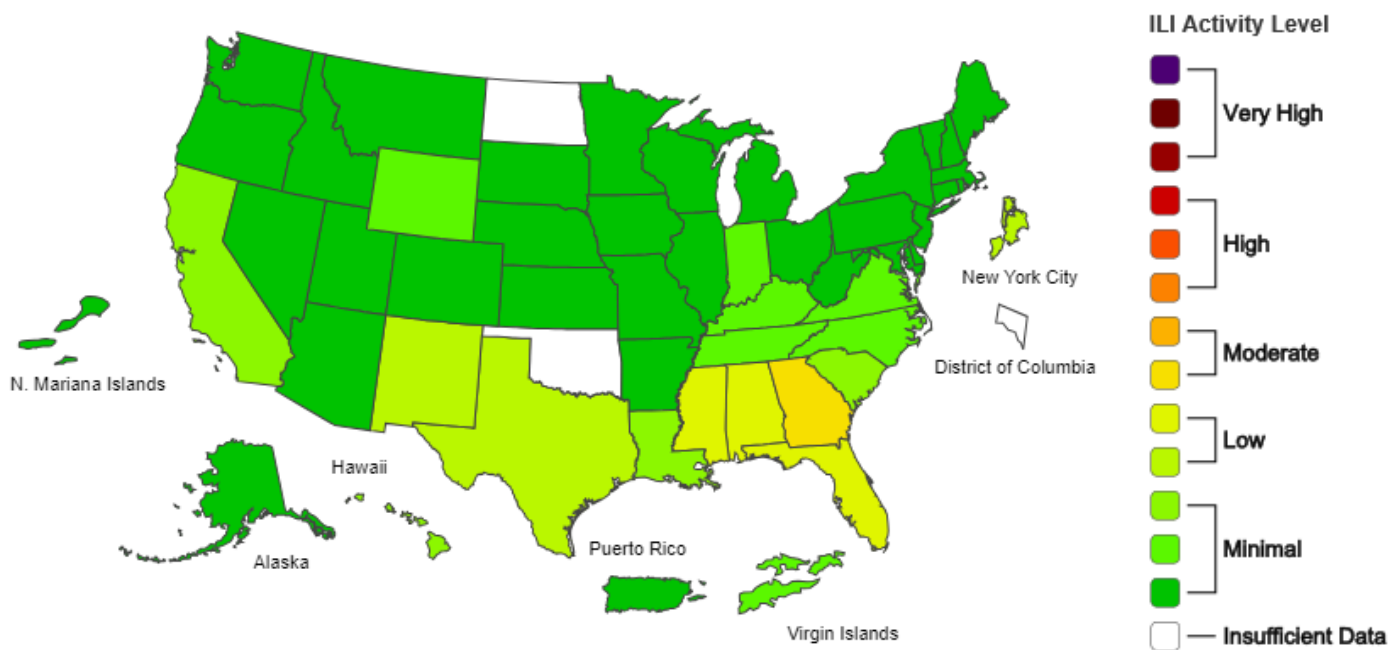 ILI Activity Level
Very High
High
Moderate
Low
Minimal
Insufficient Data
New York City
District of Columbia
N. Mariana Islands
Hawaii
Alaska
Puerto Rico
Virgin Islands